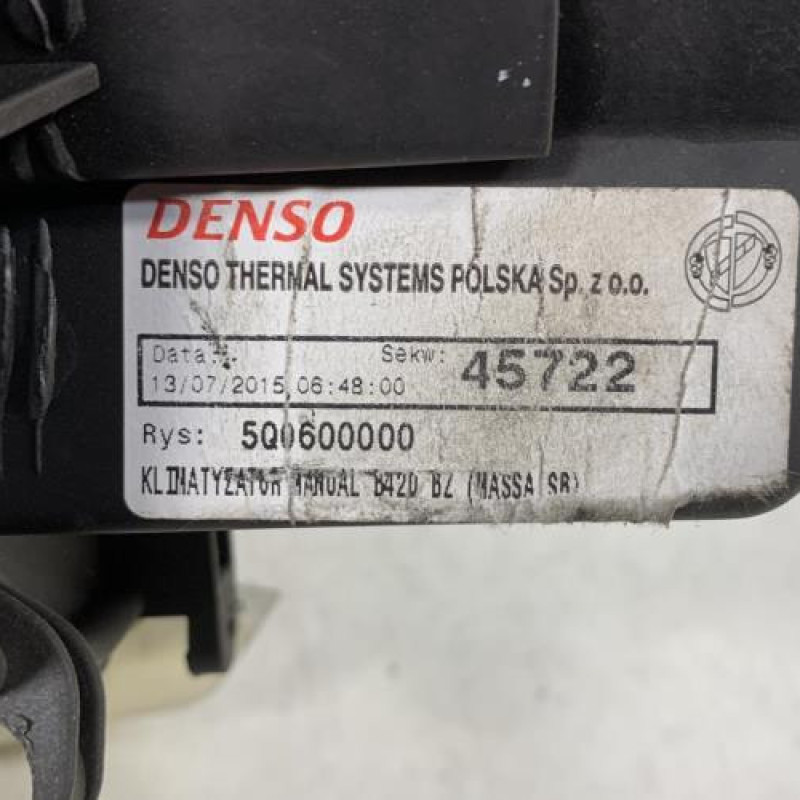 DENSO
DENSO THERMAL SYSTEMS POLSKA Sp. z o.o.
Data: Sekw: 45722
13/07/2015 06:48:00
Rys: 5Q0600000
KLIMATYZATOR MANUAL B420 BZ (MASSA SB)